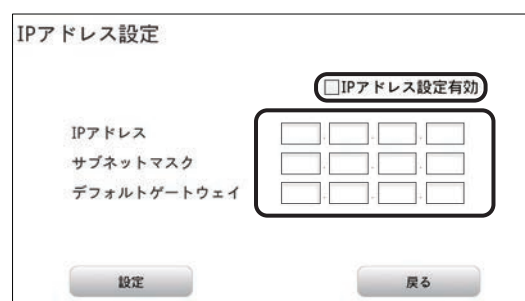 IPアドレス設定
□IPアドレス設定有効
IPアドレス
サブネットマスク
デフォルトゲートウェイ
設定 戻る